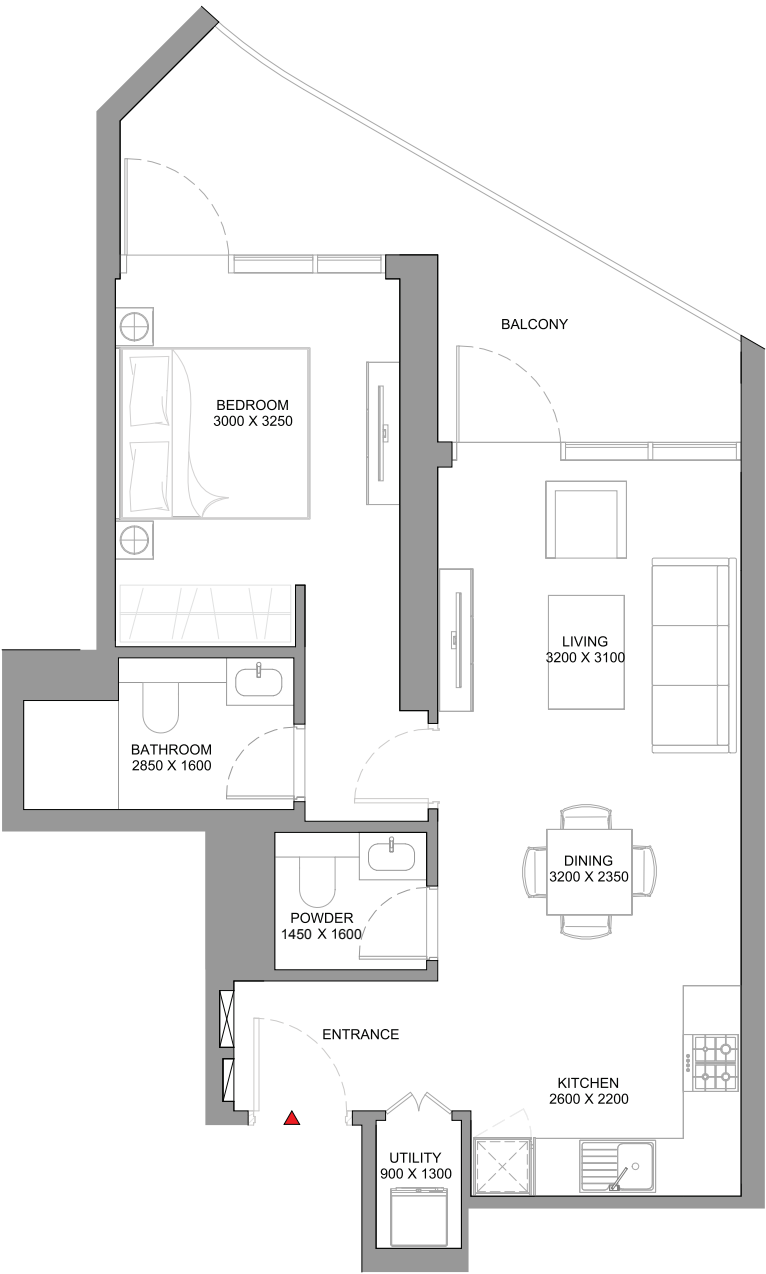 BALCONY
BEDROOM
3000 X 3250
LIVING
3200 X 3100
BATHROOM
2850 X 1600
DINING
3200 X 2350
POWDER
1450 X 1600
ENTRANCE
KITCHEN
2600 X 2200
UTILITY
900 X 1300